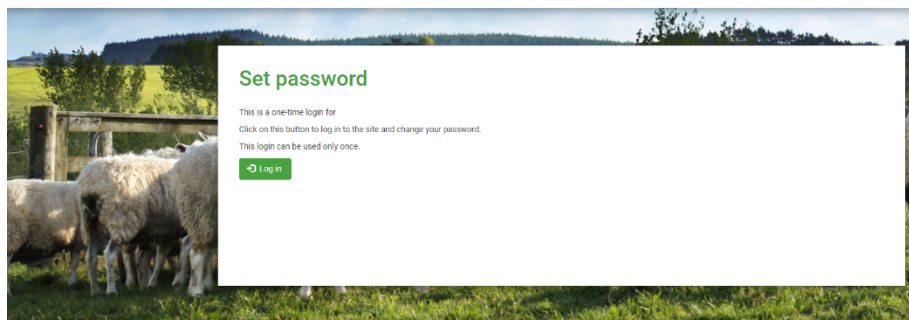 Set password
This is a one-time login for
Click on this button to log in to the site and change your password.
This login can be used only once.
Log in